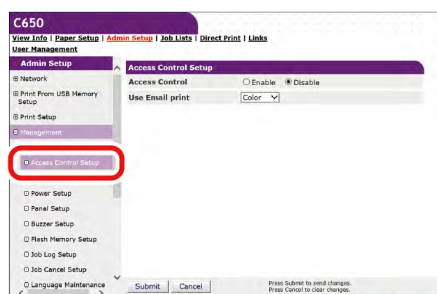 C650
View Info | Paper Setup | Admin Setup | Job Lists | Direct Print | Links
User Management
Admin Setup
Network
Print From USB Memory
Setup
Print Setup
Management
Access Control Setup
Power Setup
Panel Setup
Buzzer Setup
Flash Memory Setup
Job Log Setup
Job Cancel Setup
Language Maintenance
Access Control Setup
Access Control
Enable Disable
Use Email print
Color
Submit Cancel
Press Submit to send changes.
Press Cancel to clear changes.